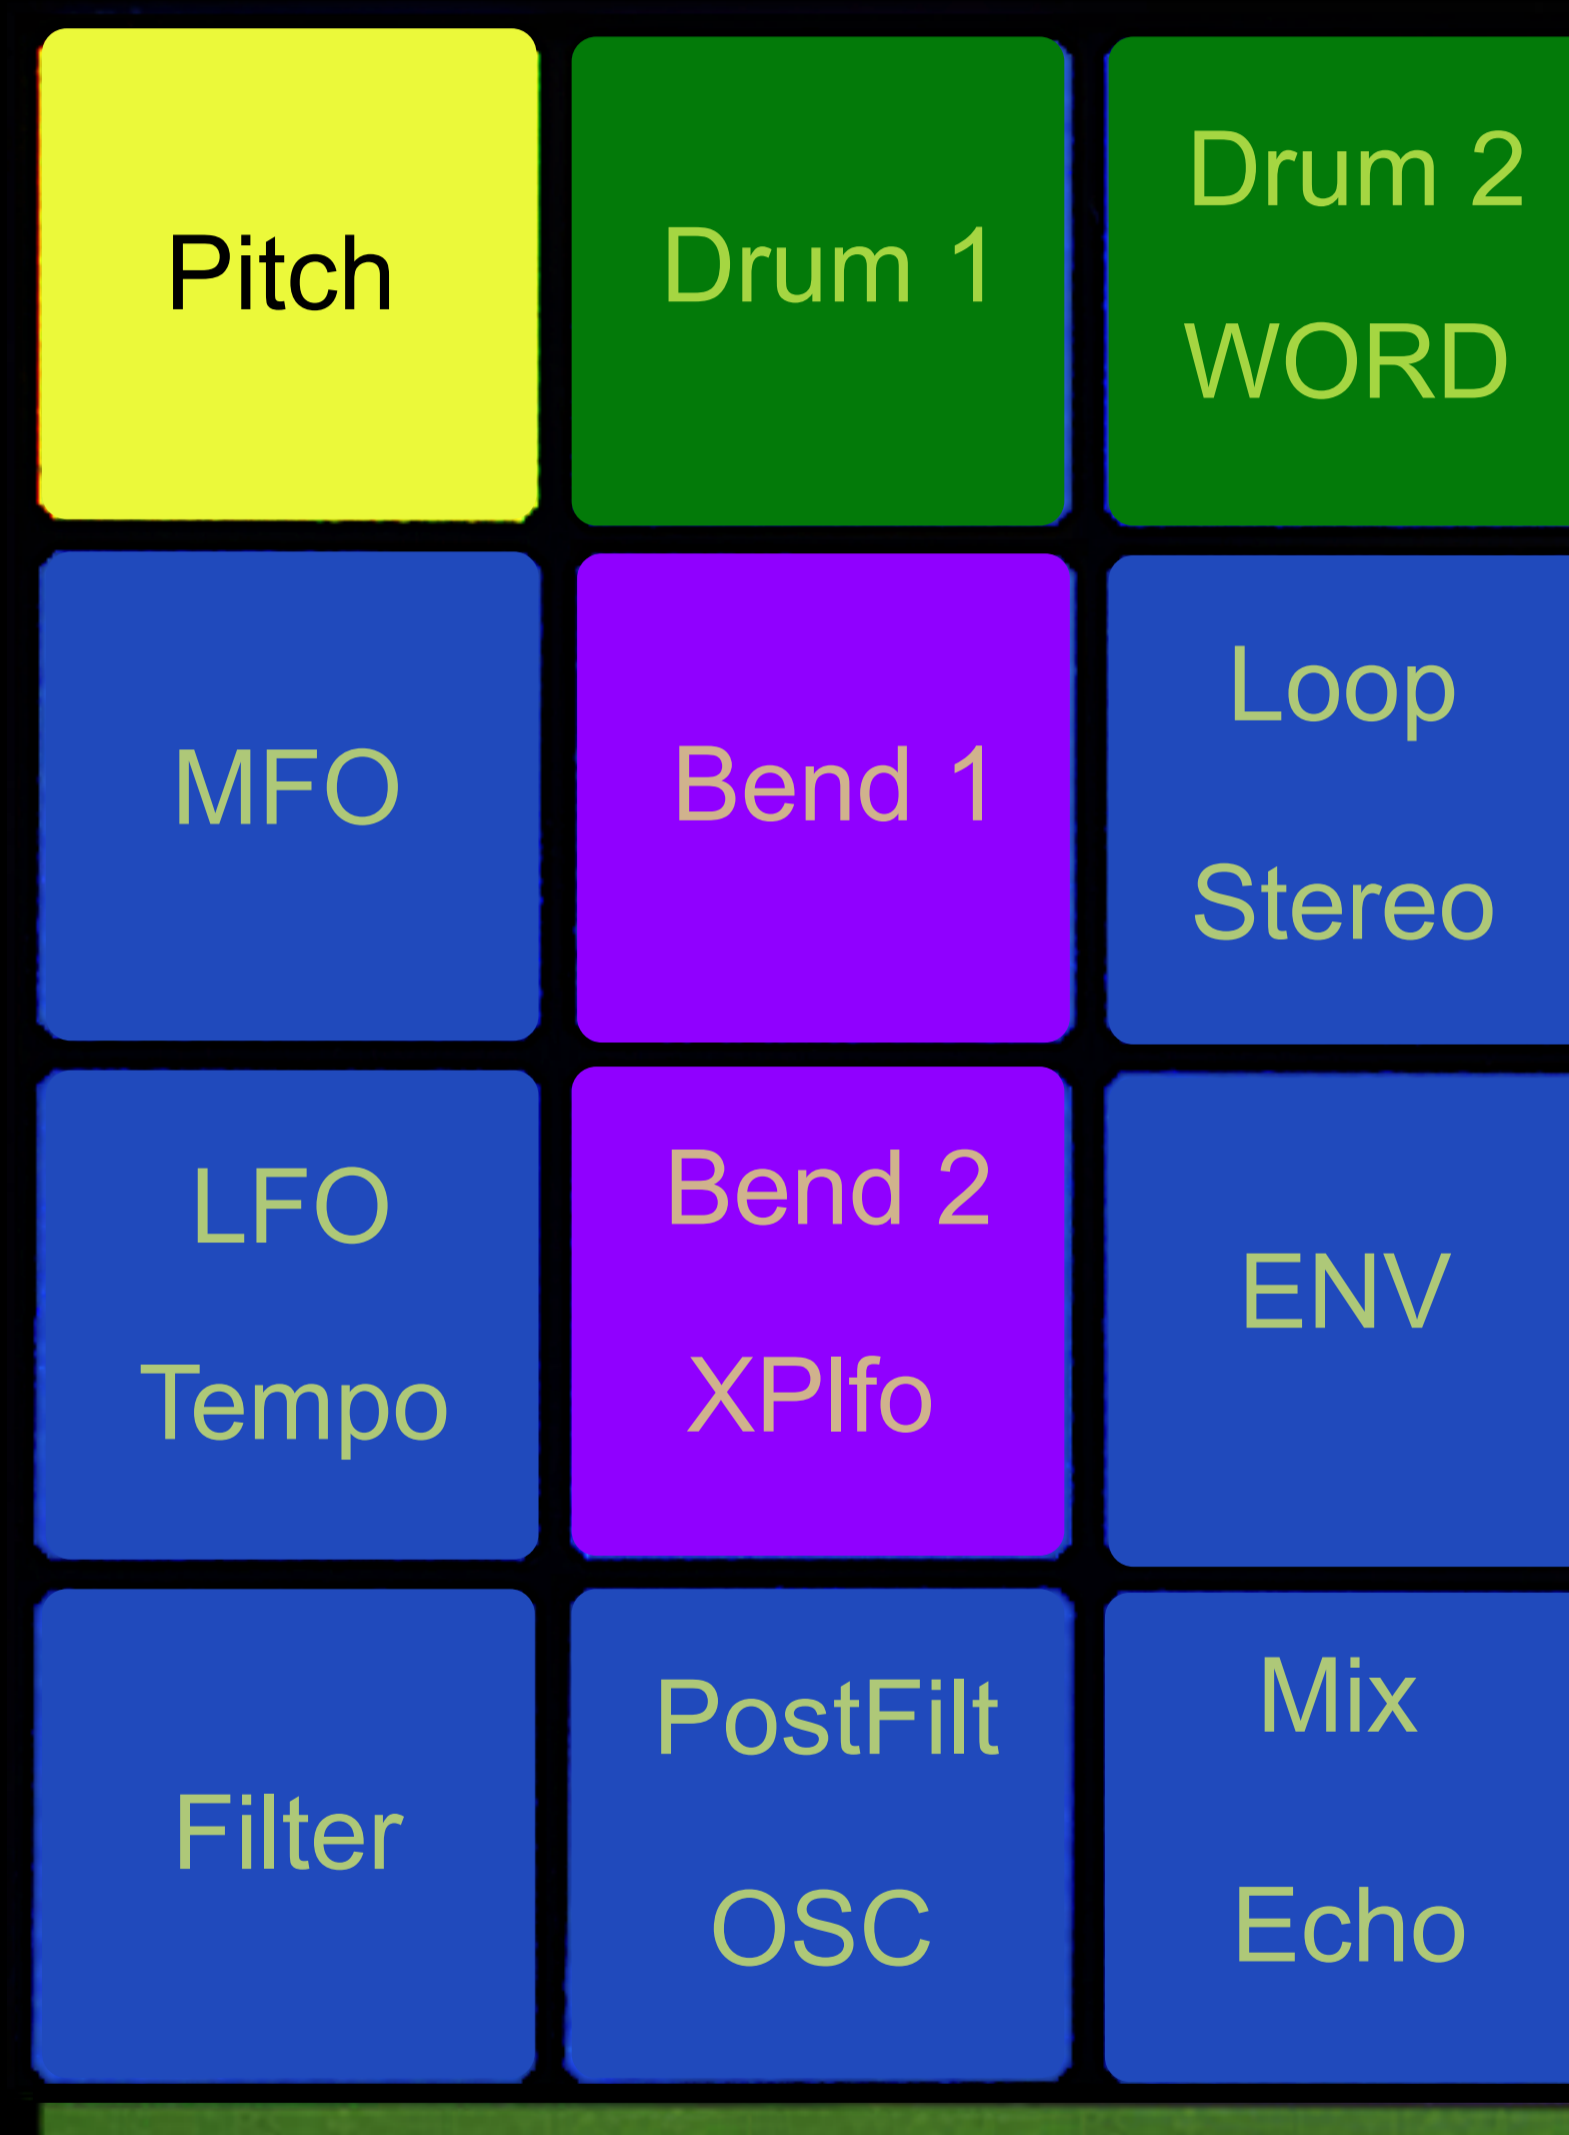 Pitch
Drum 1
Drum 2
WORD
MFO
Bend 1
Loop
Stereo
LFO
Tempo
Bend 2
XPlfo
ENV
Filter
PostFilt
OSC
Mix
Echo